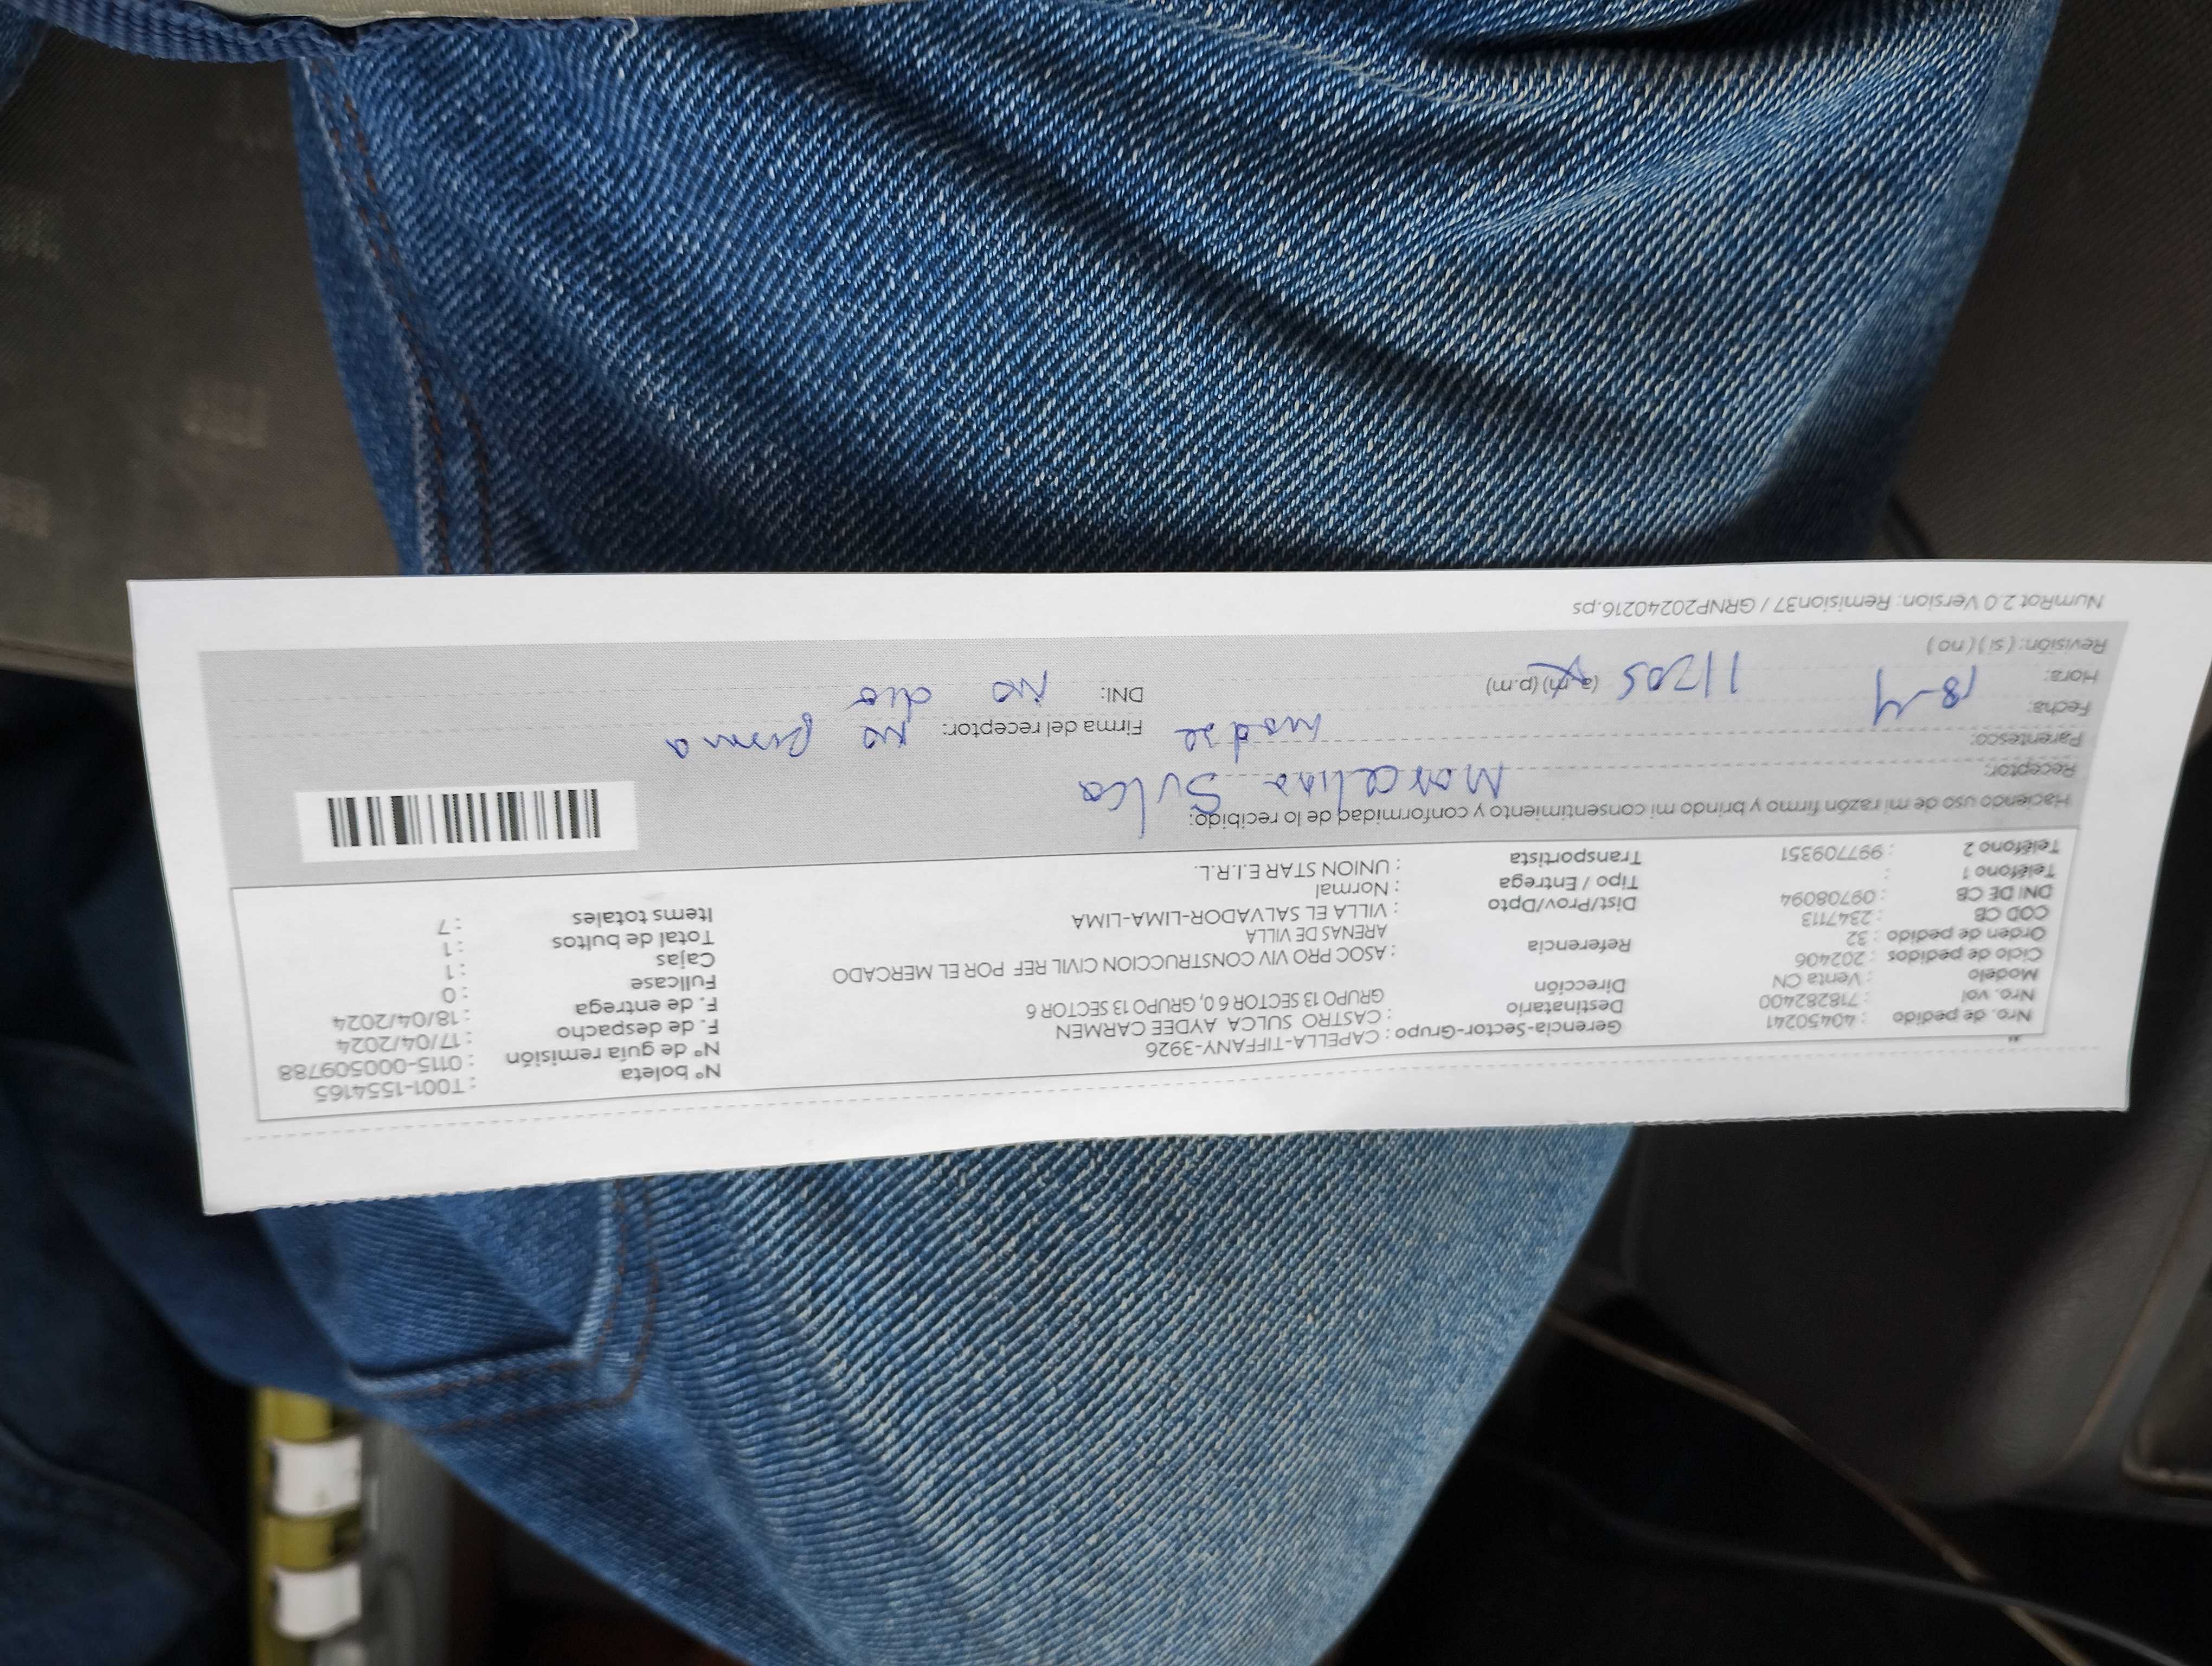 Nro. de pedido : 40450241
Nro. vol : 718282400
Modelo : Venta CN
Ciclo de pedidos : 202406
Orden de pedido : 32
COD CB : 2347113
DNI DE CB : 09708094
Teléfono 1 :
Teléfono 2 : 997709351
Gerencia-Sector-Grupo : CAPELLA-TIFFANY-3926
Destinatario : CASTRO SULCA AYDEE CARMEN
Dirección GRUPO 13 SECTOR 6 0, GRUPO 13 SECTOR 6
Referencia : ASOC PRO VIV CONSTRUCCION CIVIL REF POR EL MERCADO
ARENAS DE VILLA
Dist/Prov/Dpto : VILLA EL SALVADOR-LIMA-LIMA
Tipo / Entrega : Normal
Transportista : UNION STAR E.I.R.L.
N° boleta : T001-1554165
N° de guía remisión : 0115-000509788
F. de despacho : 17/04/2024
F. de entrega : 18/04/2024
Fullcase : 0
Cajas : 1
Total de bultos : 1
Items totales : 7
Haciendo uso de mi razón firmo y brindo mi consentimiento y conformidad de lo recibido:
Receptor: Marcelina Sulca
Parentesco: madre
Firma del receptor: no firma
Fecha: 18-4
Hora: (a.m) (p.m)
DNI: no dio
Revisión: ( si ) ( no )
NumRot 2.0 Version: Remision37 / GRNP20240216.ps